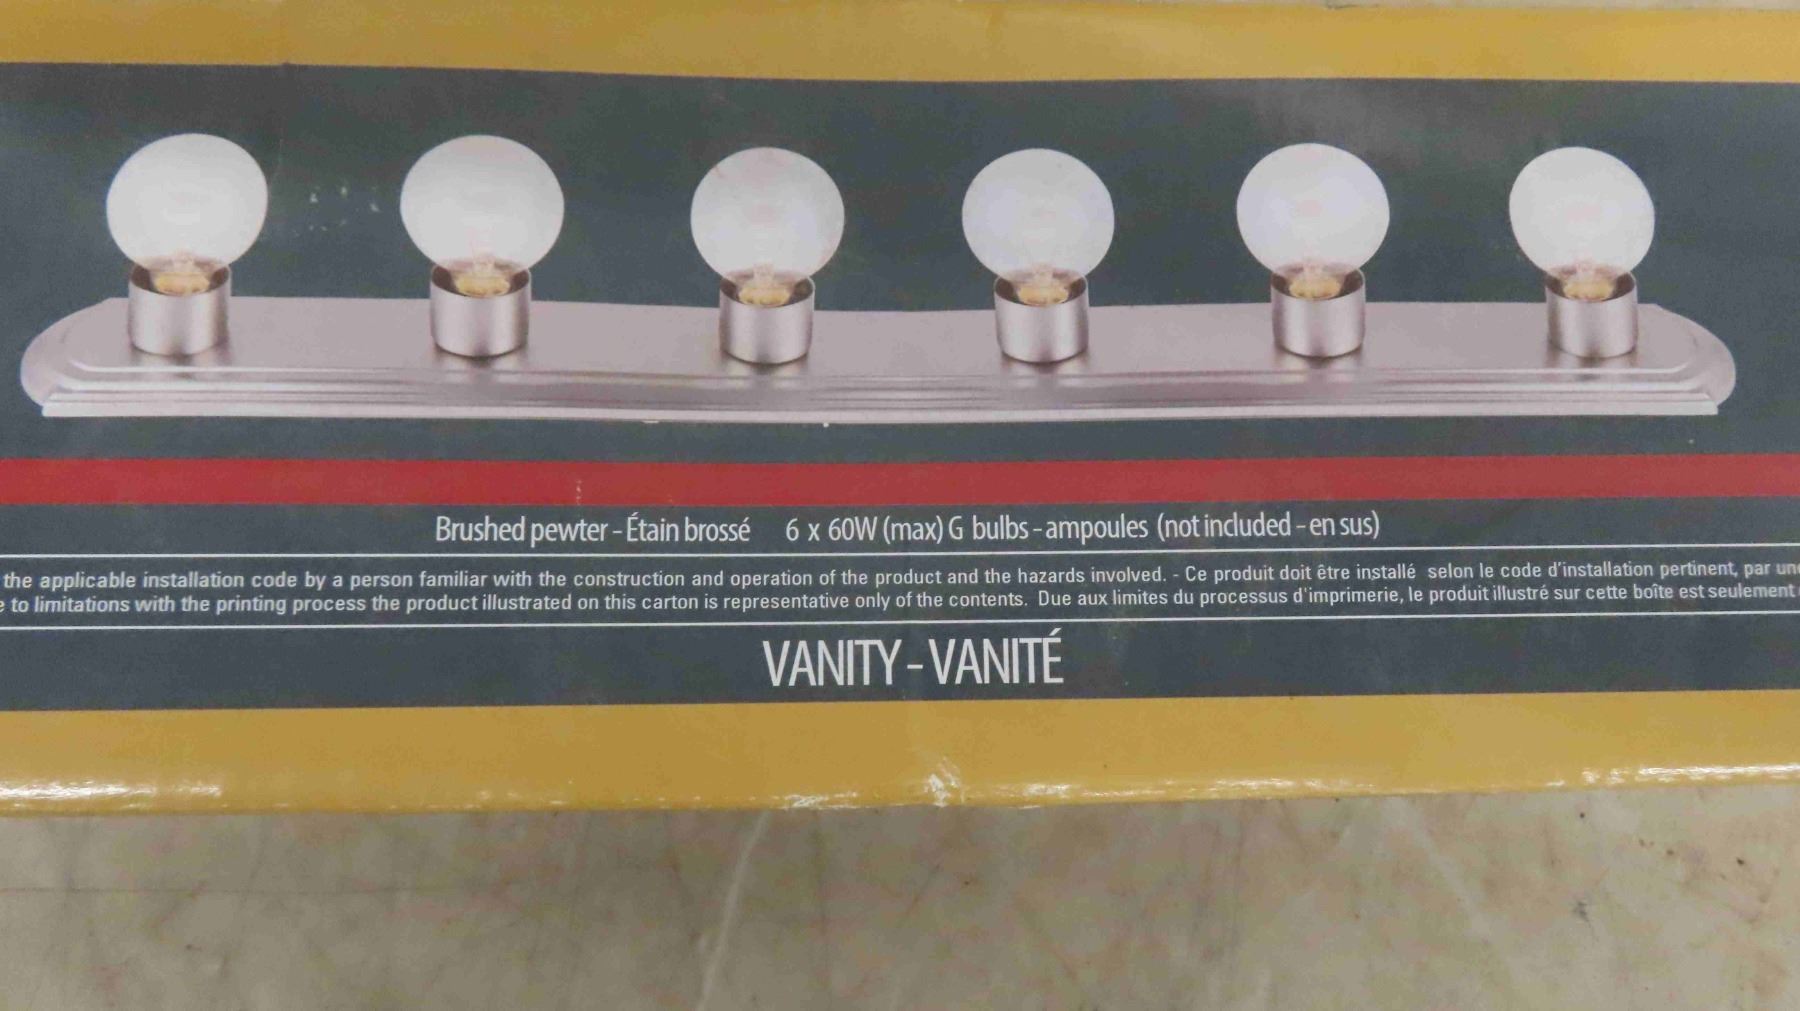 Brushed pewter - Étain brossé 6 x 60W (max) G bulbs - ampoules (not included - en sus)
the applicable installation code by a person familiar with the construction and operation of the product and the hazards involved. - Ce produit doit être installé selon le code d'installation pertinent, par une
to limitations with the printing process the product illustrated on this carton is representative only of the contents. Due aux limites du processus d'imprimerie, le produit illustré sur cette boîte est seulement
VANITY - VANITÉ